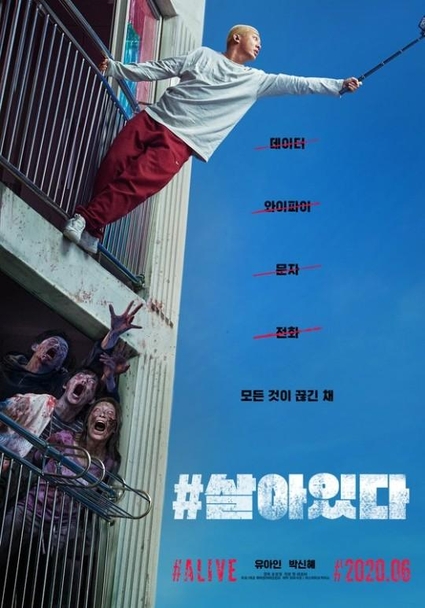 데이터
와이파이
문자
전화
모든 것이 끊긴 채
#살아있다
#ALIVE
유아인 박신혜
#2020.06